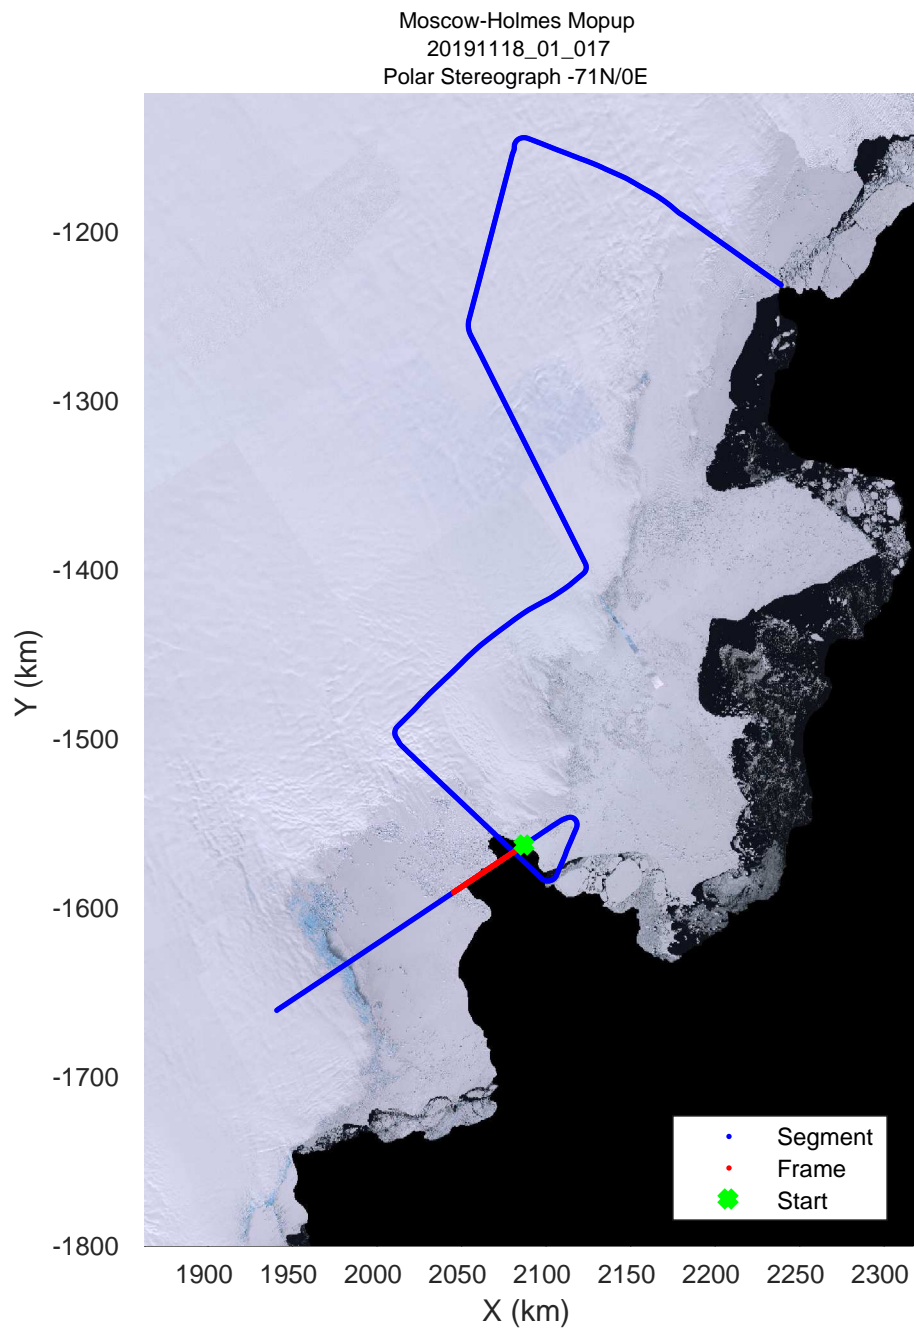 Moscow-Holmes Mopup
20191118_01_017
Polar Stereograph -71N/0E
-1200
-1300
-1400
-1500
-1600
-1700
-1800
Y (km)
1900 1950 2000 2050 2100 2150 2200 2250 2300
X (km)
Segment
Frame
Start